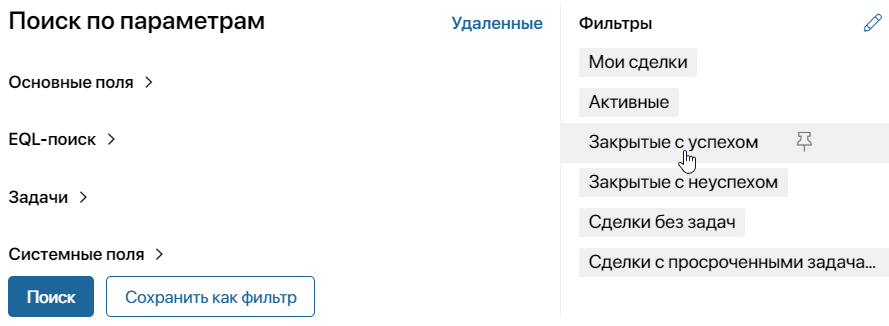 Поиск по параметрам
Удаленные
Основные поля
EQL-поиск
Задачи
Системные поля
Поиск
Сохранить как фильтр
Фильтры
Мои сделки
Активные
Закрытые с успехом
Закрытые с неуспехом
Сделки без задач
Сделки с просроченными задача...